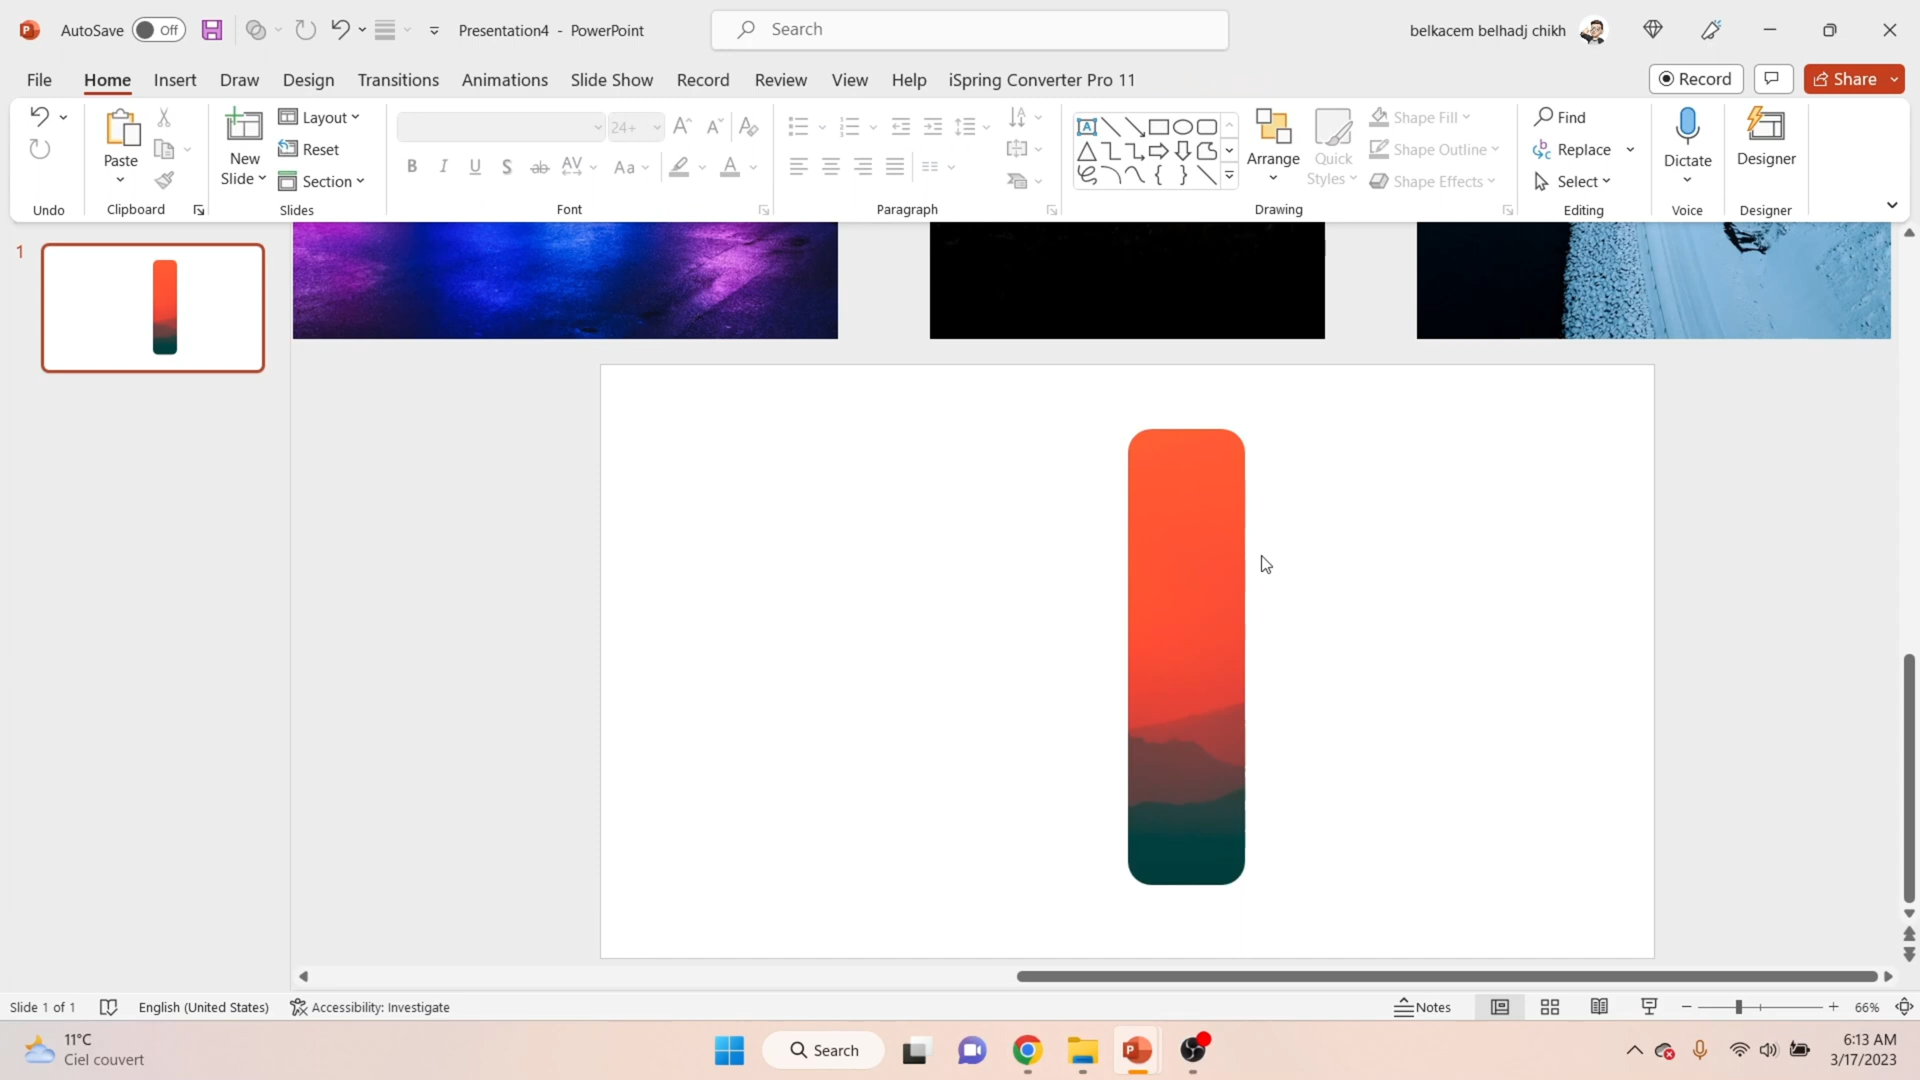 AutoSave Off Presentation4 - PowerPoint Search belkacem belhadj chikh
File Home Insert Draw Design Transitions Animations Slide Show Record Review View Help iSpring Converter Pro 11 Record Share
Paste New Slide Layout Reset Section 24+ A A A
B I U S ab AV Aa A
Arrange Quick Styles Shape Fill Shape Outline Shape Effects
Find Replace Select Dictate Designer
Undo Clipboard Slides Font Paragraph Drawing Editing Voice Designer
1
Slide 1 of 1 English (United States) Accessibility: Investigate Notes 66%
11°C
Ciel couvert
Search
6:13 AM
3/17/2023